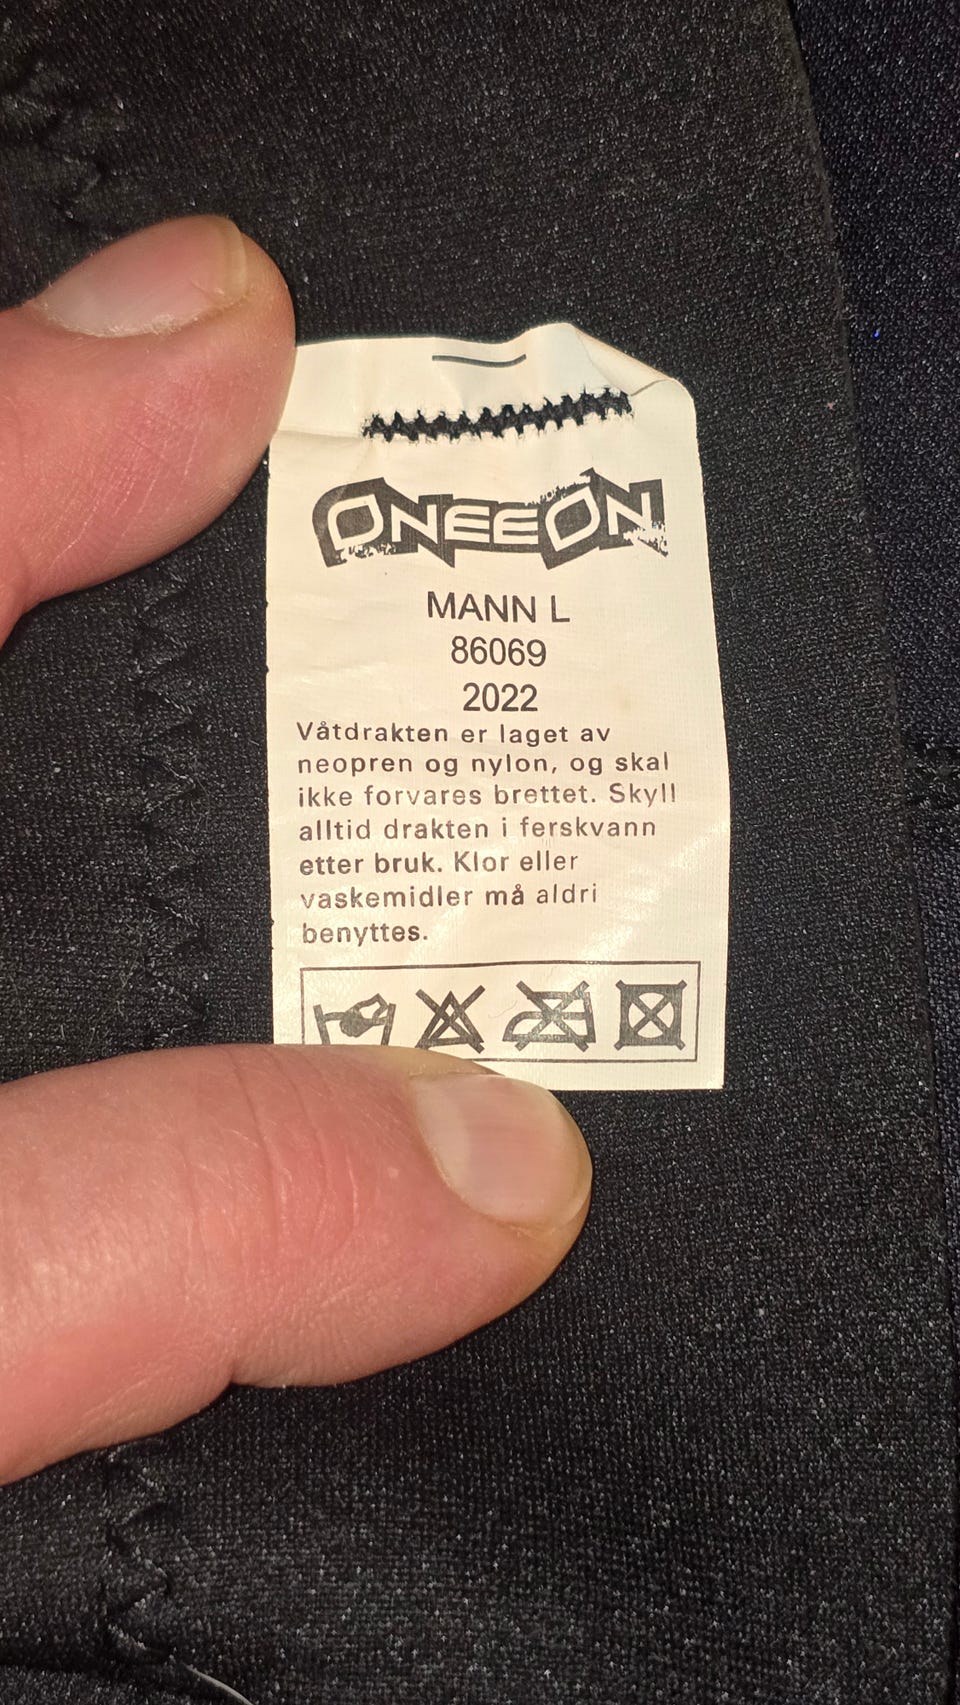 ONEEON
MANN L
86069
2022
Våtdrakten er laget av
neopren og nylon, og skal
ikke forvares brettet. Skyll
alltid drakten i ferskvann
etter bruk. Klor eller
vaskemidler må aldri
benyttes.